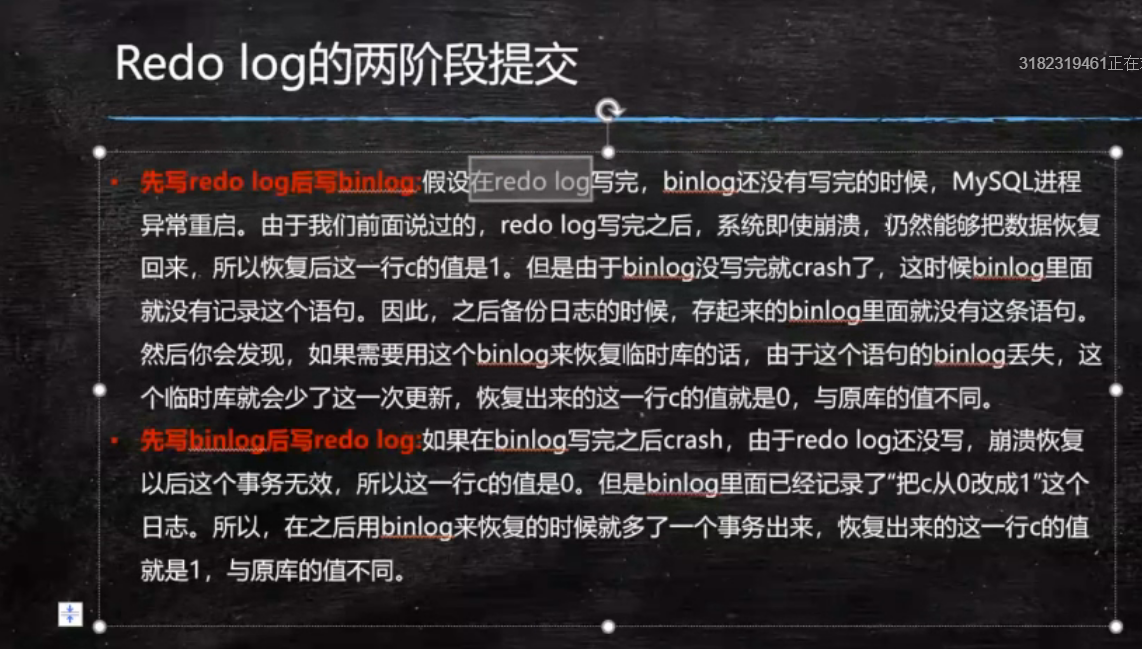 Redo log的两阶段提交
3182319461正在
先写redo log后写binlog:假设在redo log写完，binlog还没有写完的时候，MySQL进程
异常重启。由于我们前面说过的，redo log写完之后，系统即使崩溃，仍然能够把数据恢复
回来，所以恢复后这一行c的值是1。但是由于binlog没写完就crash了，这时候binlog里面
就没有记录这个语句。因此，之后备份日志的时候，存起来的binlog里面就没有这条语句。
然后你会发现，如果需要用这个binlog来恢复临时库的话，由于这个语句的binlog丢失，这
个临时库就会少了这一次更新，恢复出来的这一行c的值就是0，与原库的值不同。
先写binlog后写redo log:如果在binlog写完之后crash，由于redo log还没写，崩溃恢复
以后这个事务无效，所以这一行c的值是0。但是binlog里面已经记录了“把c从0改成1”这个
日志。所以，在之后用binlog来恢复的时候就多了一个事务出来，恢复出来的这一行c的值
就是1，与原库的值不同。